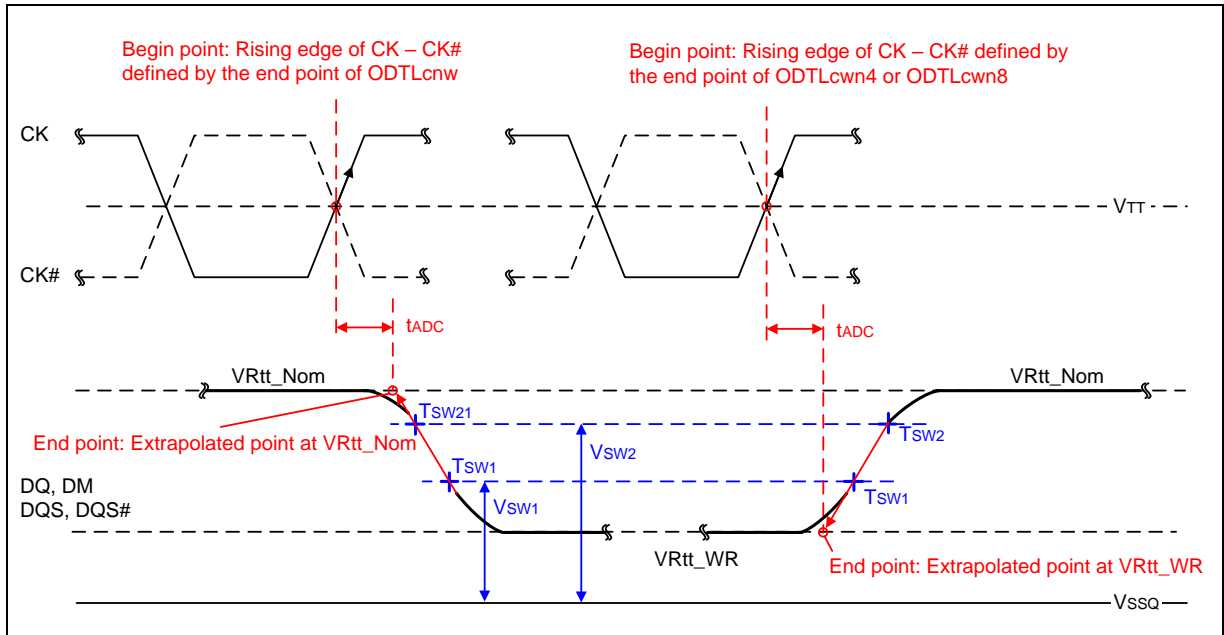 Begin point: Rising edge of CK – CK#
defined by the end point of ODTLcnw
Begin point: Rising edge of CK – CK# defined by
the end point of ODTLcwn4 or ODTLcwn8
CK
VTT
CK#
tADC
tADC
VRtt_Nom
VRtt_Nom
TSW21
End point: Extrapolated point at VRtt_Nom
VSW2
TSW2
TSW1
DQ, DM
DQS, DQS#
VSW1
TSW1
VRtt_WR
End point: Extrapolated point at VRtt_WR
VSSQ